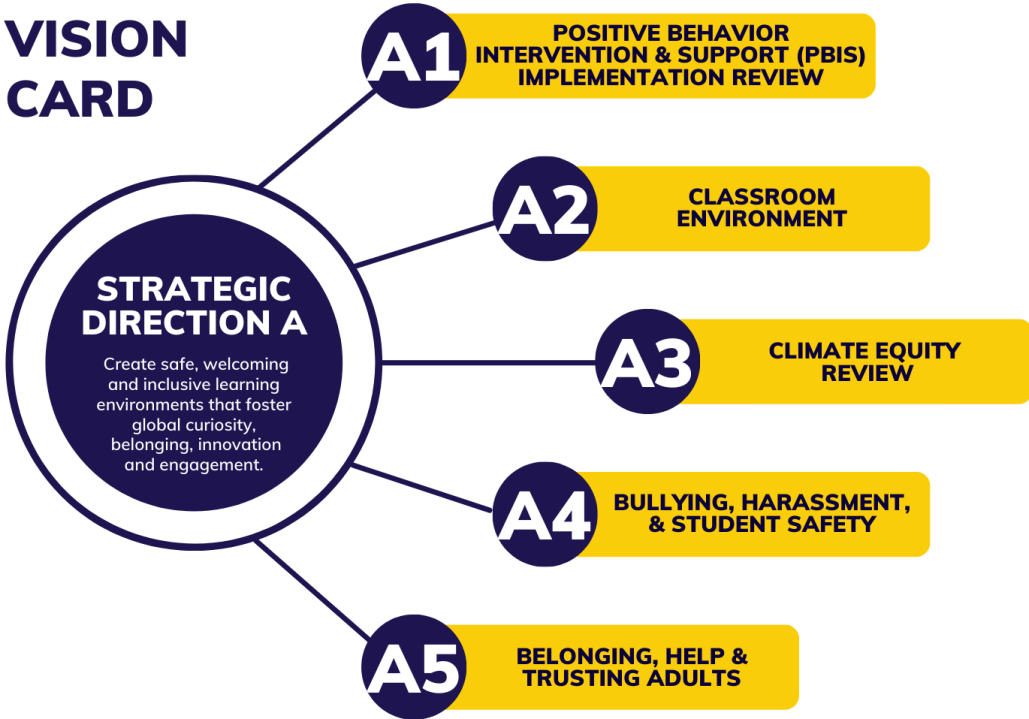 VISION
CARD
STRATEGIC
DIRECTION A
Create safe, welcoming
and inclusive learning
environments that foster
global curiosity,
belonging, innovation
and engagement.
A1
POSITIVE BEHAVIOR
INTERVENTION & SUPPORT (PBIS)
IMPLEMENTATION REVIEW
A2
CLASSROOM
ENVIRONMENT
A3
CLIMATE EQUITY
REVIEW
A4
BULLYING, HARASSMENT,
& STUDENT SAFETY
A5
BELONGING, HELP &
TRUSTING ADULTS